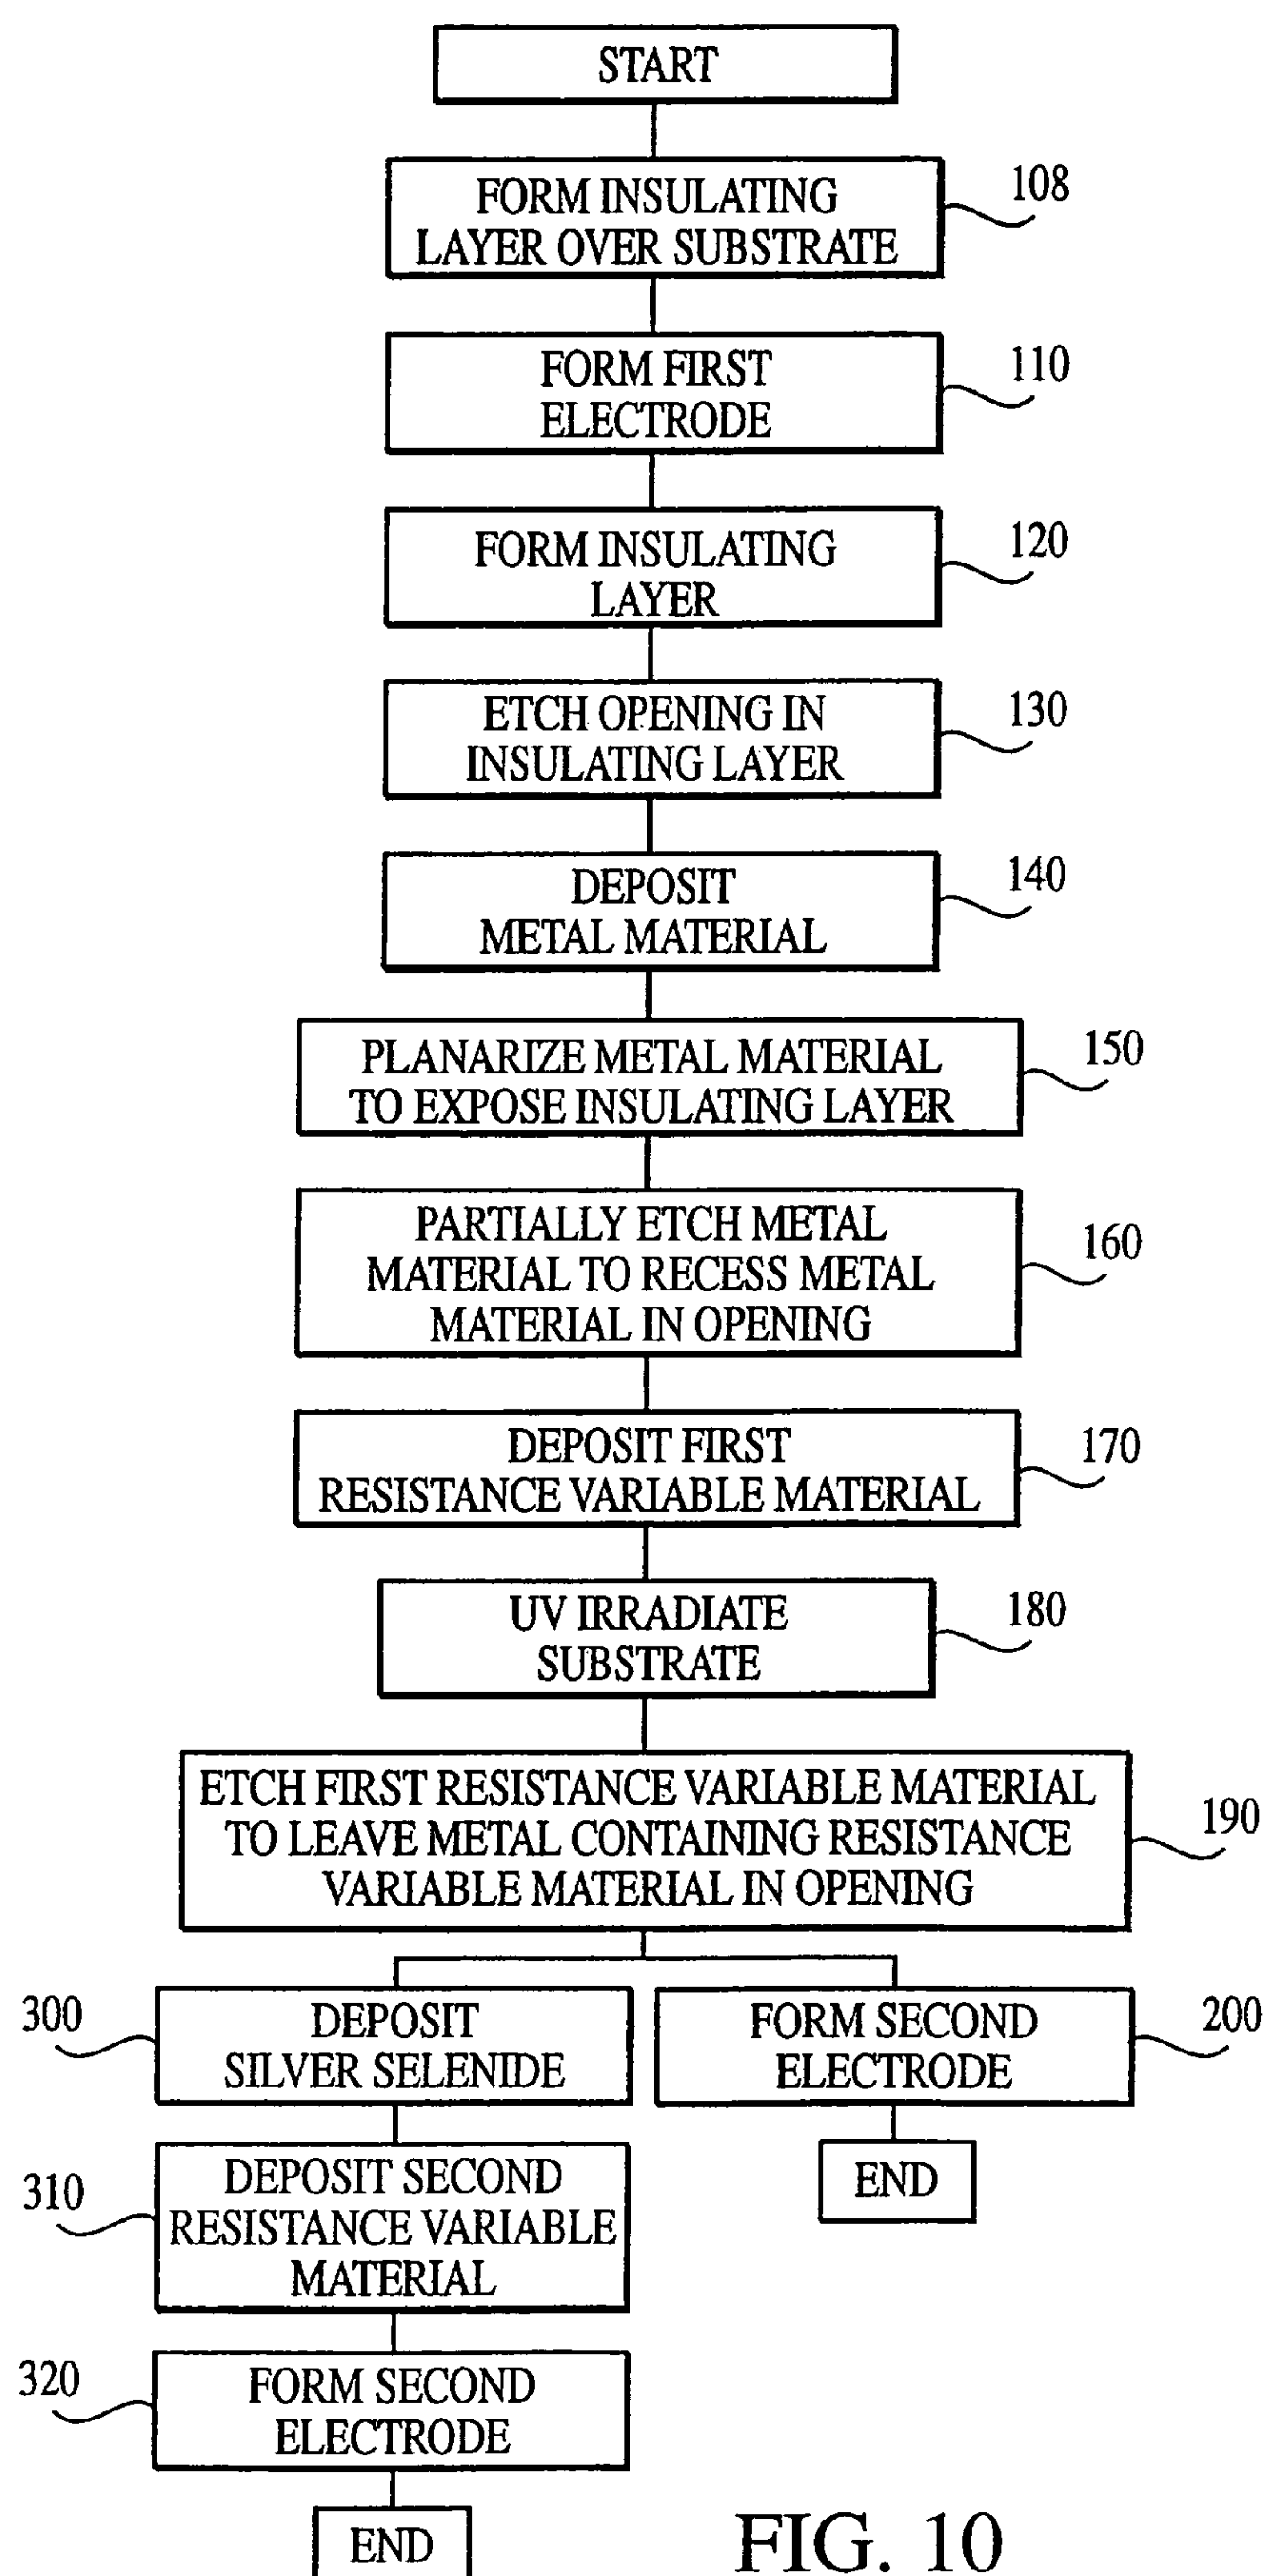 START
FORM INSULATING
LAYER OVER SUBSTRATE
108
FORM FIRST
ELECTRODE
110
FORM INSULATING
LAYER
120
ETCH OPENING IN
INSULATING LAYER
130
DEPOSIT
METAL MATERIAL
140
PLANARIZE METAL MATERIAL
TO EXPOSE INSULATING LAYER
150
PARTIALLY ETCH METAL
MATERIAL TO RECESS METAL
MATERIAL IN OPENING
160
DEPOSIT FIRST
RESISTANCE VARIABLE MATERIAL
170
UV IRRADIATE
SUBSTRATE
180
ETCH FIRST RESISTANCE VARIABLE MATERIAL
TO LEAVE METAL CONTAINING RESISTANCE
VARIABLE MATERIAL IN OPENING
190
300
DEPOSIT
SILVER SELENIDE
FORM SECOND
ELECTRODE
200
310
DEPOSIT SECOND
RESISTANCE VARIABLE
MATERIAL
END
320
FORM SECOND
ELECTRODE
END
FIG. 10